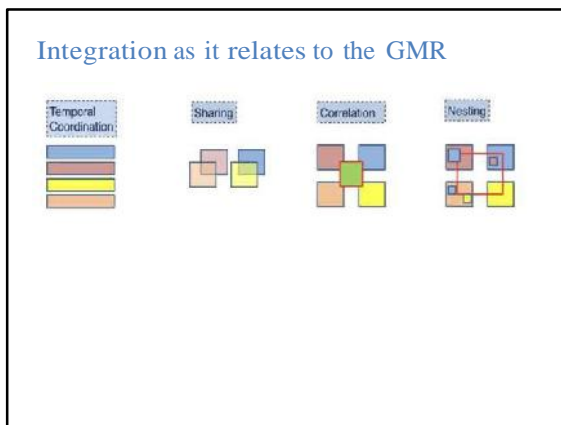 Integration as it relates to the GMR
Temporal
Coordination
Sharing
Correlation
Nesting